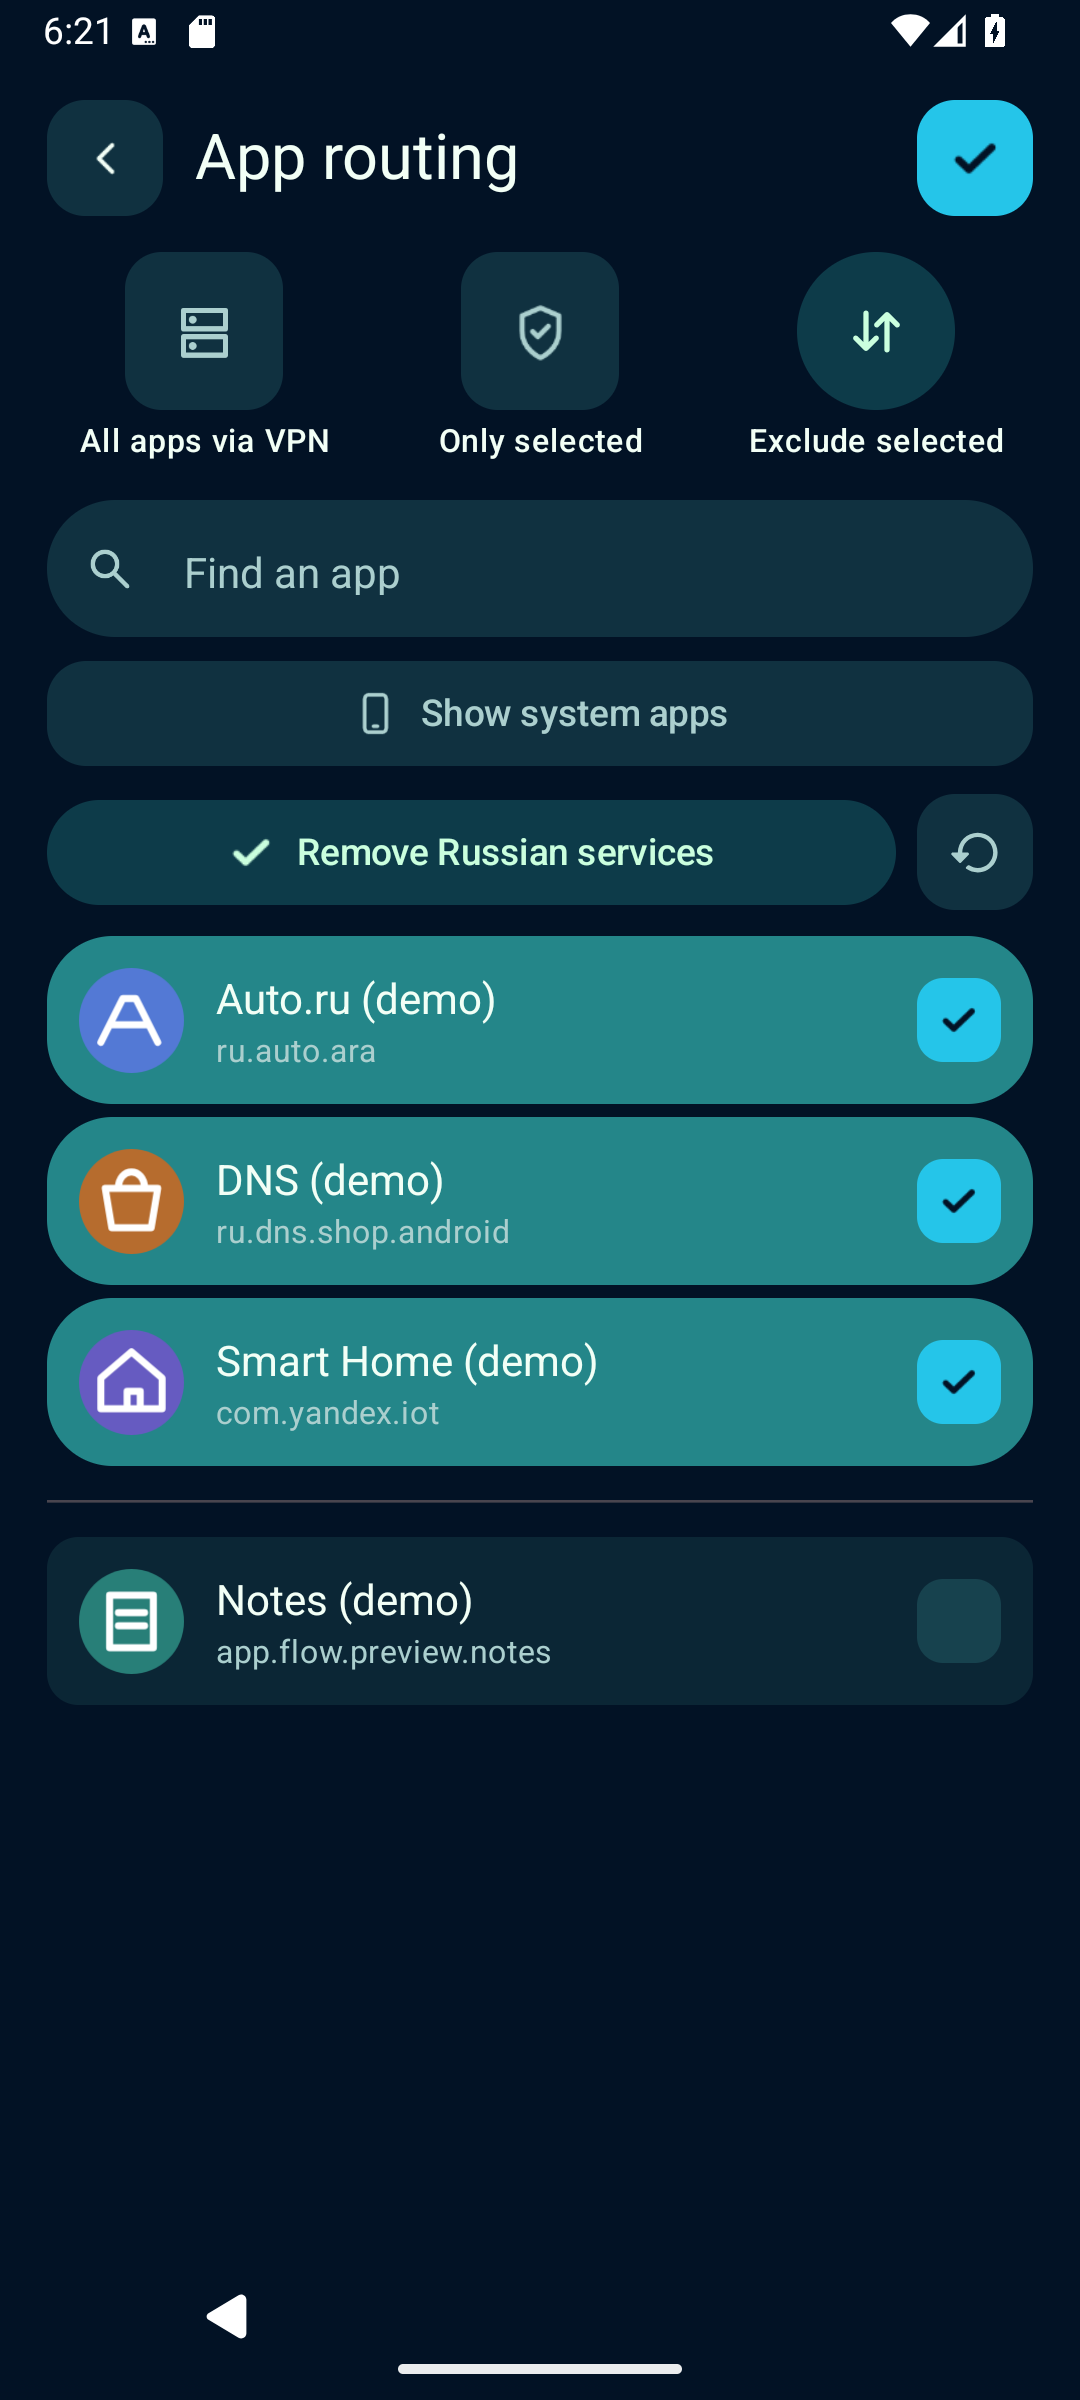 6:21
App routing
All apps via VPN
Only selected
Exclude selected
Find an app
Show system apps
Remove Russian services
Auto.ru (demo)
ru.auto.ara
DNS (demo)
ru.dns.shop.android
Smart Home (demo)
com.yandex.iot
Notes (demo)
app.flow.preview.notes